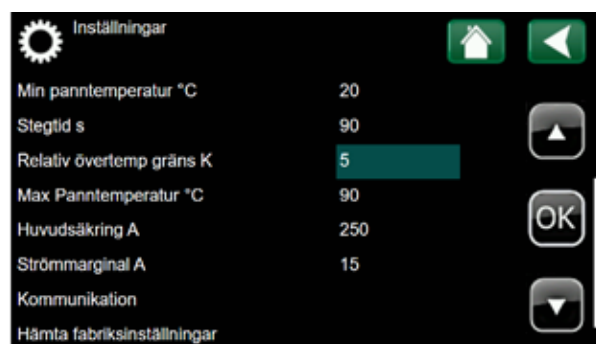 Inställningar
Min panntemperatur °C 20
Stegtid s 90
Relativ övertemp gräns K 5
Max Panntemperatur °C 90
Huvudsäkring A 250
Strömmarginal A 15
OK
Kommunikation
Hämta fabriksinställningar